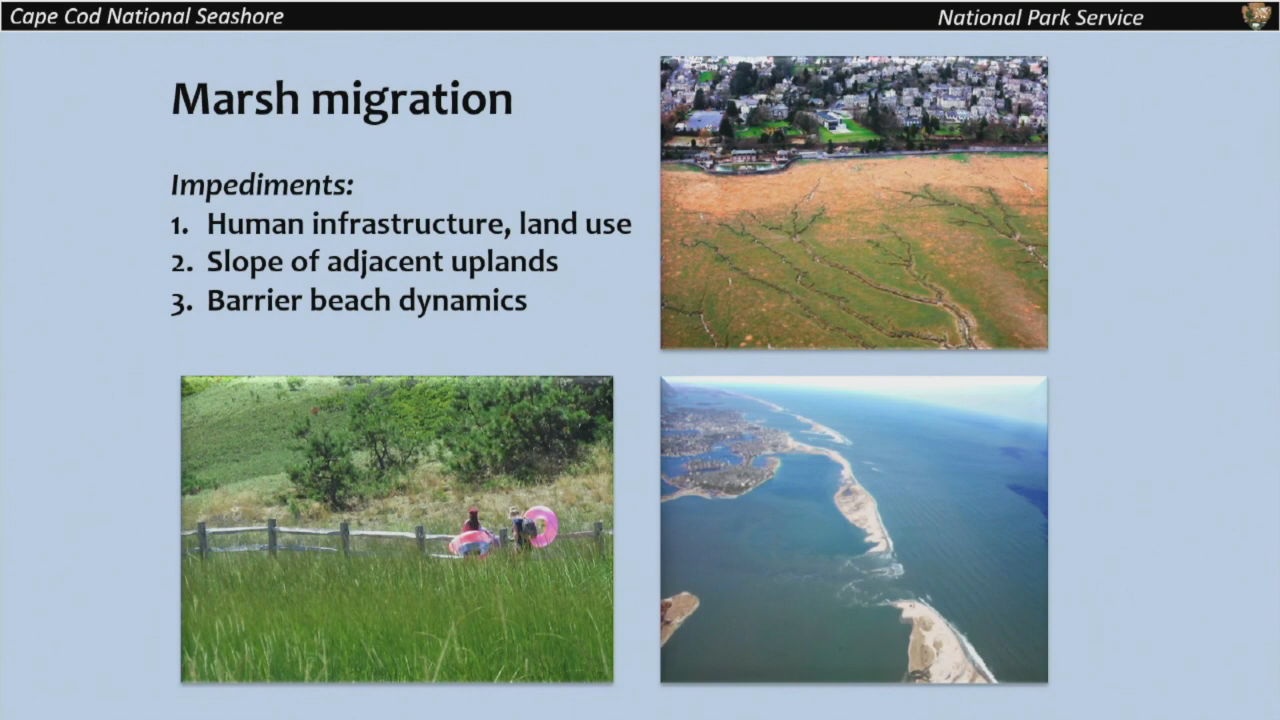 Cape Cod National Seashore
National Park Service
Marsh migration
Impediments:
1. Human infrastructure, land use
2. Slope of adjacent uplands
3. Barrier beach dynamics